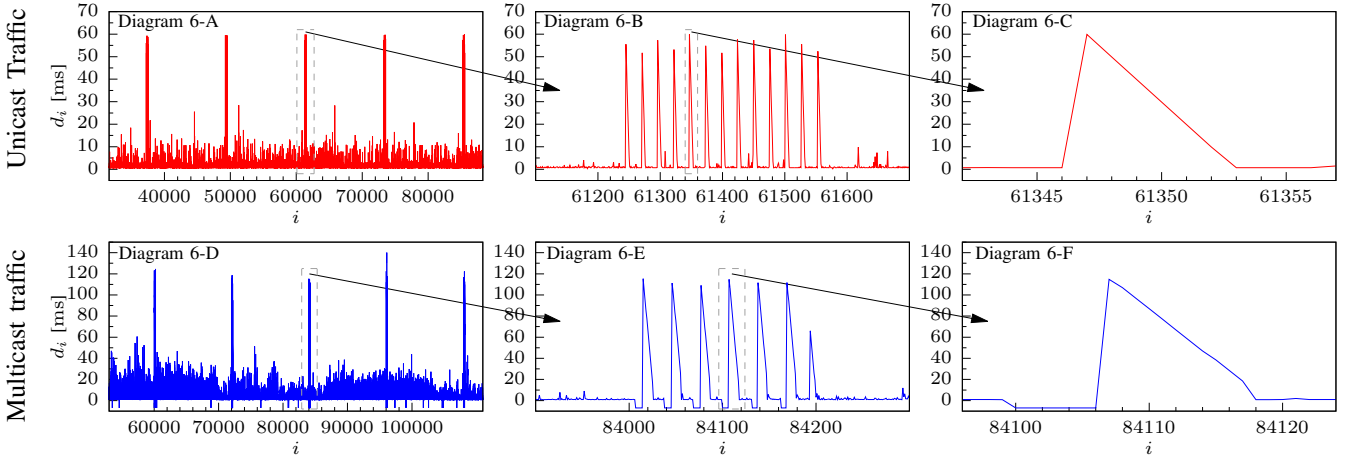 Unicast Traffic
d_i [ms]
70
60
50
40
30
20
10
0
Diagram 6-A
40000 50000 60000 70000 80000
i
70
60
50
40
30
20
10
0
Diagram 6-B
61200 61300 61400 61500 61600
i
70
60
50
40
30
20
10
0
Diagram 6-C
61345 61350 61355
i
Multicast traffic
d_i [ms]
140
120
100
80
60
40
20
0
Diagram 6-D
60000 70000 80000 90000 100000
i
140
120
100
80
60
40
20
0
Diagram 6-E
84000 84100 84200
i
140
120
100
80
60
40
20
0
Diagram 6-F
84100 84110 84120
i